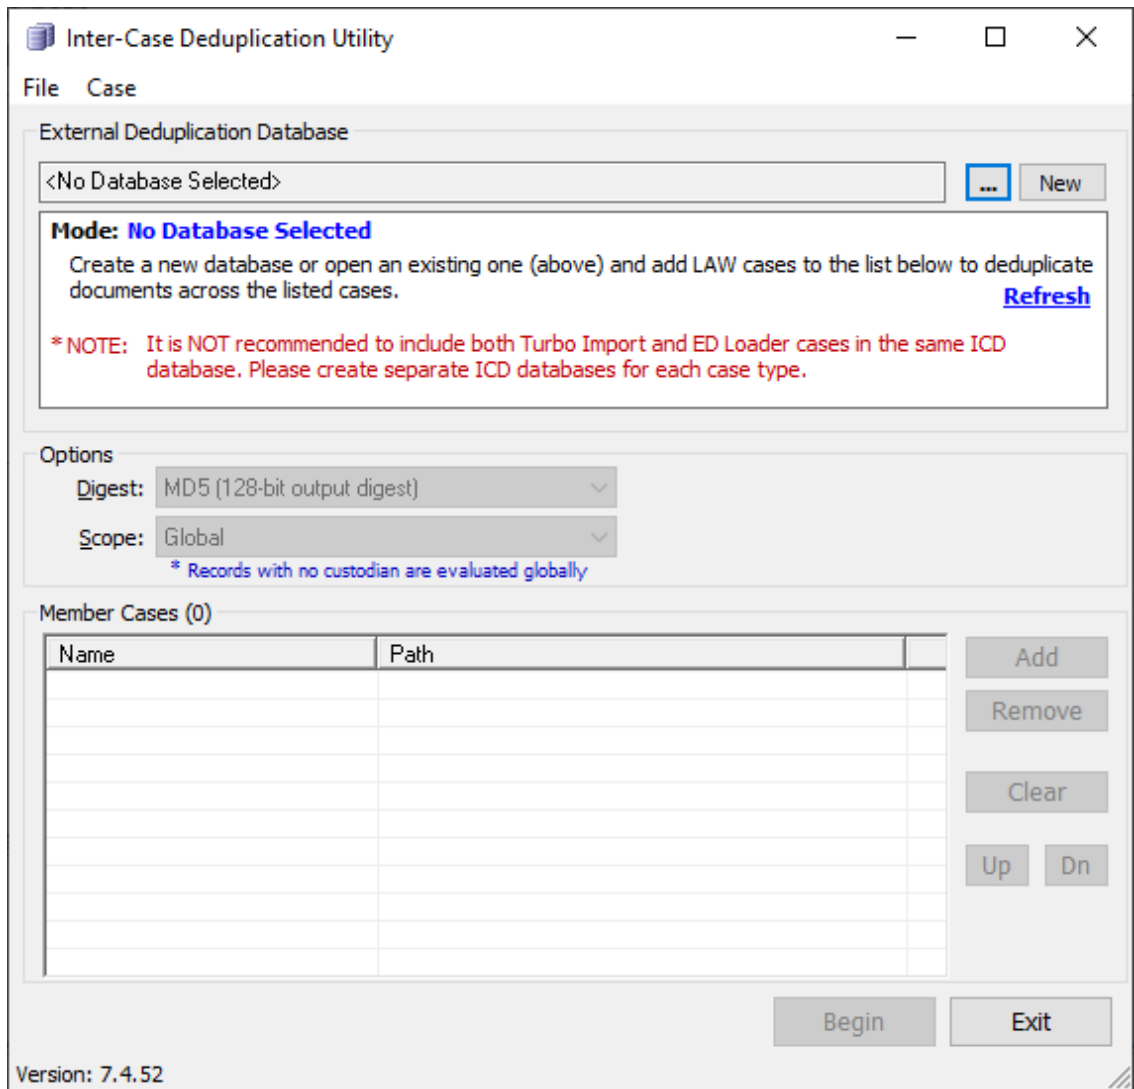 Inter-Case Deduplication Utility
File Case
External Deduplication Database
<No Database Selected>
...
New
Mode: No Database Selected
Create a new database or open an existing one (above) and add LAW cases to the list below to deduplicate
documents across the listed cases.
Refresh
* NOTE: It is NOT recommended to include both Turbo Import and ED Loader cases in the same ICD
database. Please create separate ICD databases for each case type.
Options
Digest: MD5 (128-bit output digest)
Scope: Global
* Records with no custodian are evaluated globally
Member Cases (0)
Name Path
Add
Remove
Clear
Up Dn
Begin Exit
Version: 7.4.52